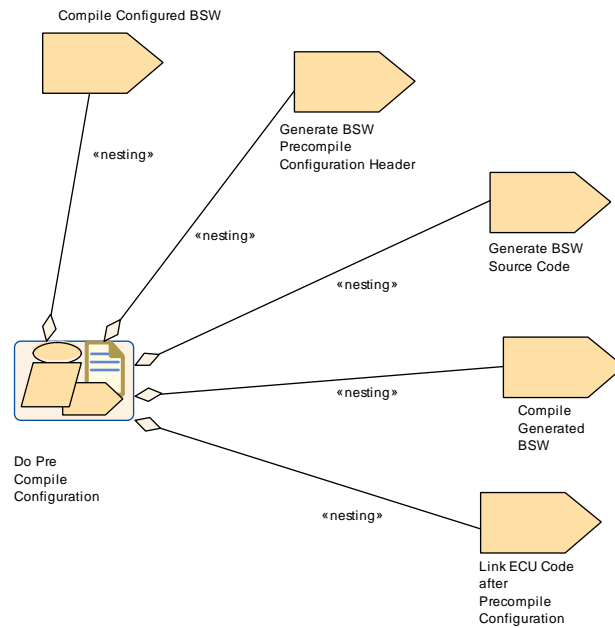 Compile Configured BSW
«nesting»
Generate BSW
Precompile
Configuration Header
«nesting»
Generate BSW
Source Code
«nesting»
Compile
Generated
BSW
«nesting»
Do Pre
Compile
Configuration
«nesting»
Link ECU Code
after
Precompile
Configuration